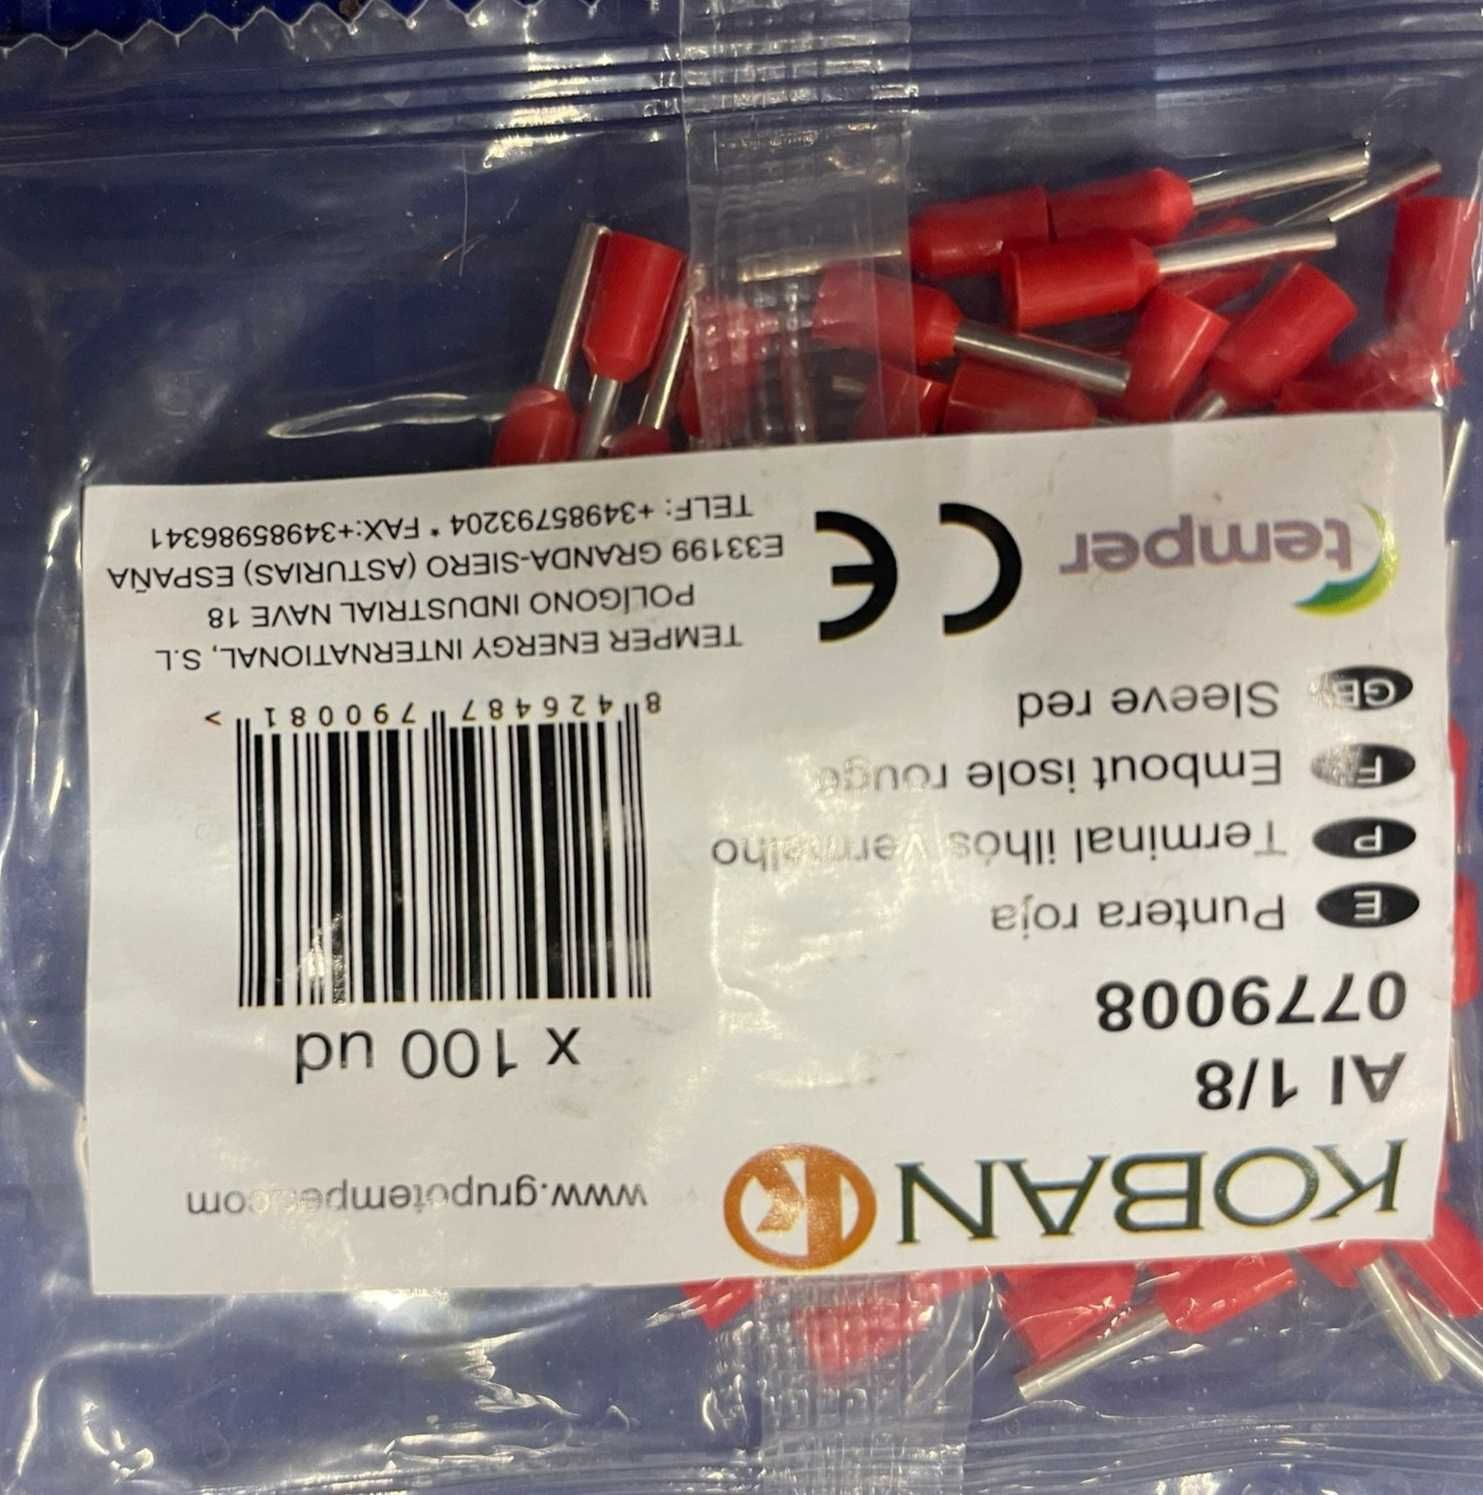 KOBAN
www.grupotemper.com
AI 1/8
0779008
x 100 ud
E Puntera roja
P Terminal ilhós vermelho
F Embout isole rouge
GB Sleeve red
8 426487 790081 >
temper
CE
TEMPER ENERGY INTERNATIONAL, S.L
POLÍGONO INDUSTRIAL NAVE 18
E33199 GRANDA-SIERO (ASTURIAS) ESPAÑA
TELF: +34985793204 * FAX:+34985986341